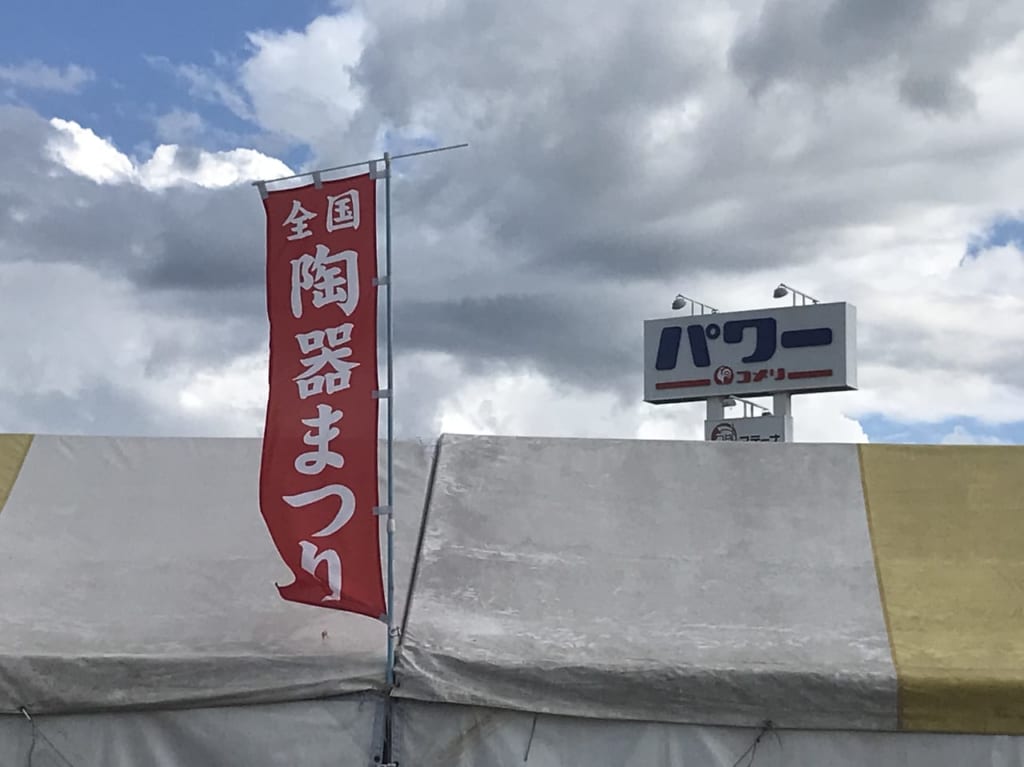 全国
陶器まつり
パワー
コメリ